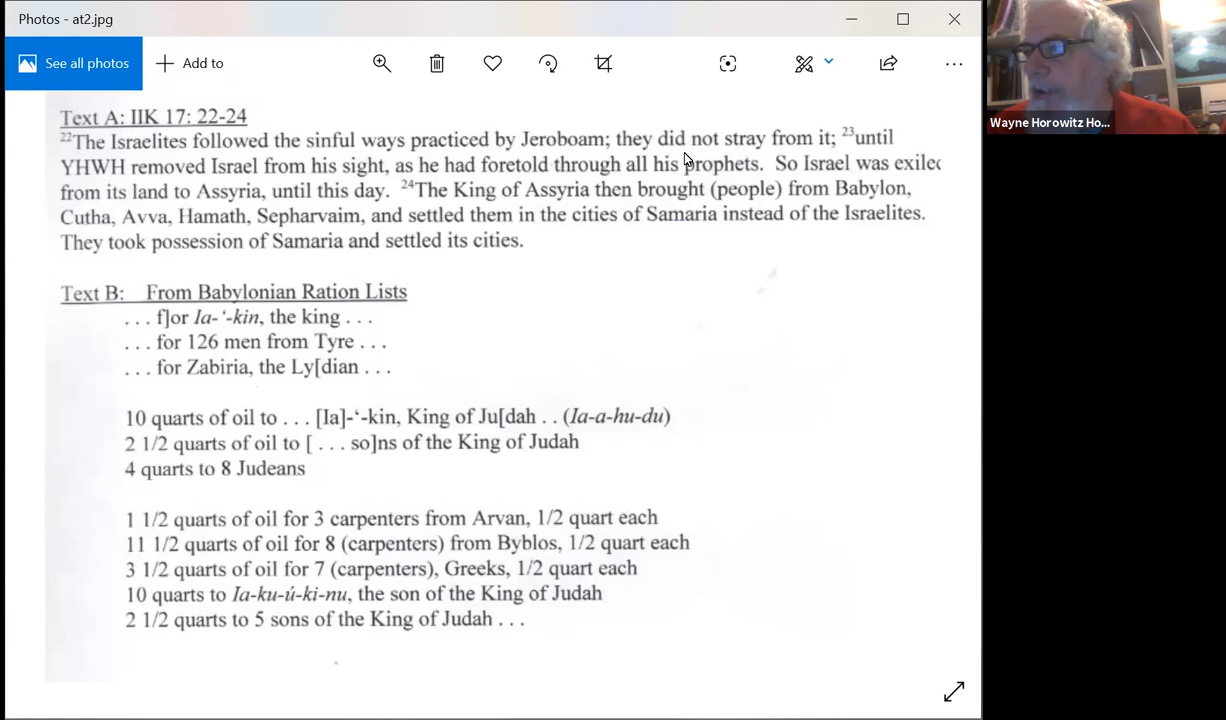 Photos - at2.jpg
See all photos
Add to
Wayne Horowitz Ho...
Text A: IIK 17: 22-24
22The Israelites followed the sinful ways practiced by Jeroboam; they did not stray from it; 23until
YHWH removed Israel from his sight, as he had foretold through all his prophets. So Israel was exiled
from its land to Assyria, until this day. 24The King of Assyria then brought (people) from Babylon,
Cutha, Avva, Hamath, Sepharvaim, and settled them in the cities of Samaria instead of the Israelites.
They took possession of Samaria and settled its cities.
Text B: From Babylonian Ration Lists
. . . f]or Ia-‘-kin, the king . . .
. . . for 126 men from Tyre . . .
. . . for Zabiria, the Ly[dian . . .
10 quarts of oil to . . . [Ia]-‘-kin, King of Ju[dah . . (Ia-a-hu-du)
2 1/2 quarts of oil to [ . . . so]ns of the King of Judah
4 quarts to 8 Judeans
1 1/2 quarts of oil for 3 carpenters from Arvan, 1/2 quart each
11 1/2 quarts of oil for 8 (carpenters) from Byblos, 1/2 quart each
3 1/2 quarts of oil for 7 (carpenters), Greeks, 1/2 quart each
10 quarts to Ia-ku-ú-ki-nu, the son of the King of Judah
2 1/2 quarts to 5 sons of the King of Judah . . .